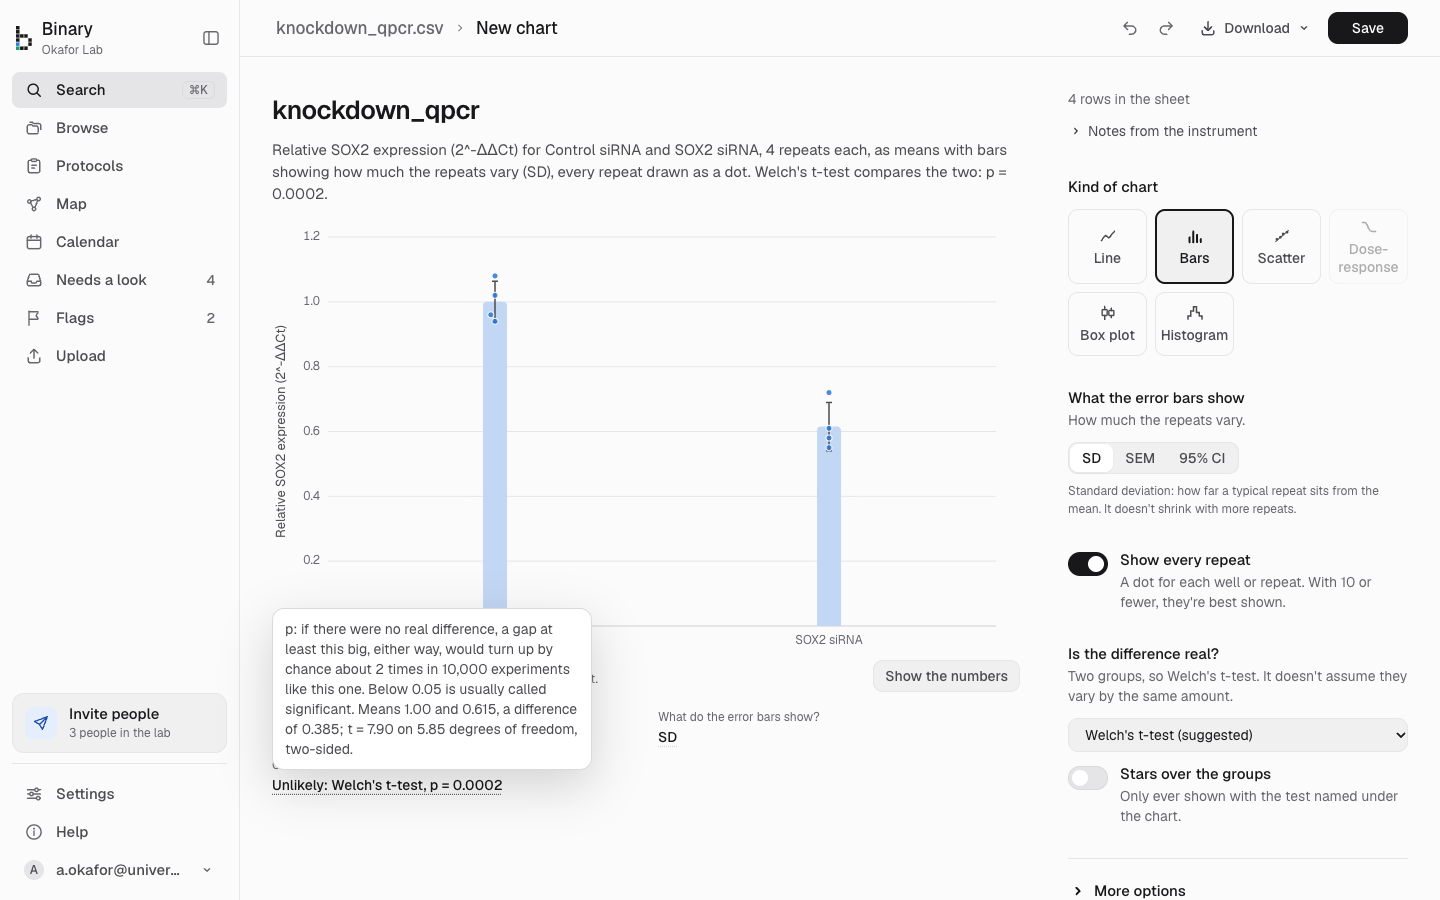 Binary
Okafor Lab
Search ⌘K
Browse
Protocols
Map
Calendar
Needs a look 4
Flags 2
Upload
Invite people
3 people in the lab
Settings
Help
A a.okafor@univer...
knockdown_qpcr.csv › New chart
Download
Save
knockdown_qpcr
Relative SOX2 expression (2^-ΔΔCt) for Control siRNA and SOX2 siRNA, 4 repeats each, as means with bars
showing how much the repeats vary (SD), every repeat drawn as a dot. Welch's t-test compares the two: p =
0.0002.
Relative SOX2 expression (2^-ΔΔCt)
1.2
1.0
0.8
0.6
0.4
0.2
SOX2 siRNA
p: if there were no real difference, a gap at
least this big, either way, would turn up by
chance about 2 times in 10,000 experiments
like this one. Below 0.05 is usually called
significant. Means 1.00 and 0.615, a difference
of 0.385; t = 7.90 on 5.85 degrees of freedom,
two-sided.
Show the numbers
What do the error bars show?
SD
Unlikely: Welch's t-test, p = 0.0002
4 rows in the sheet
Notes from the instrument
Kind of chart
Line
Bars
Scatter
Dose-
response
Box plot
Histogram
What the error bars show
How much the repeats vary.
SD SEM 95% CI
Standard deviation: how far a typical repeat sits from the
mean. It doesn't shrink with more repeats.
Show every repeat
A dot for each well or repeat. With 10 or
fewer, they're best shown.
Is the difference real?
Two groups, so Welch's t-test. It doesn't assume they
vary by the same amount.
Welch's t-test (suggested)
Stars over the groups
Only ever shown with the test named under
the chart.
More options